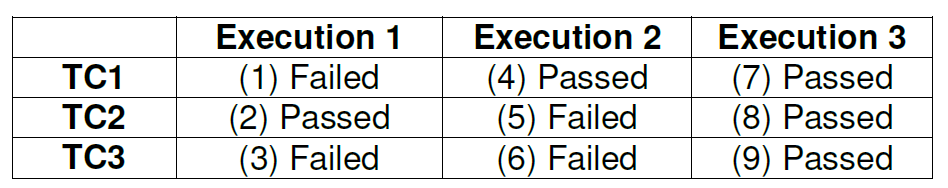 Execution 1 Execution 2 Execution 3
TC1 (1) Failed (4) Passed (7) Passed
TC2 (2) Passed (5) Failed (8) Passed
TC3 (3) Failed (6) Failed (9) Passed